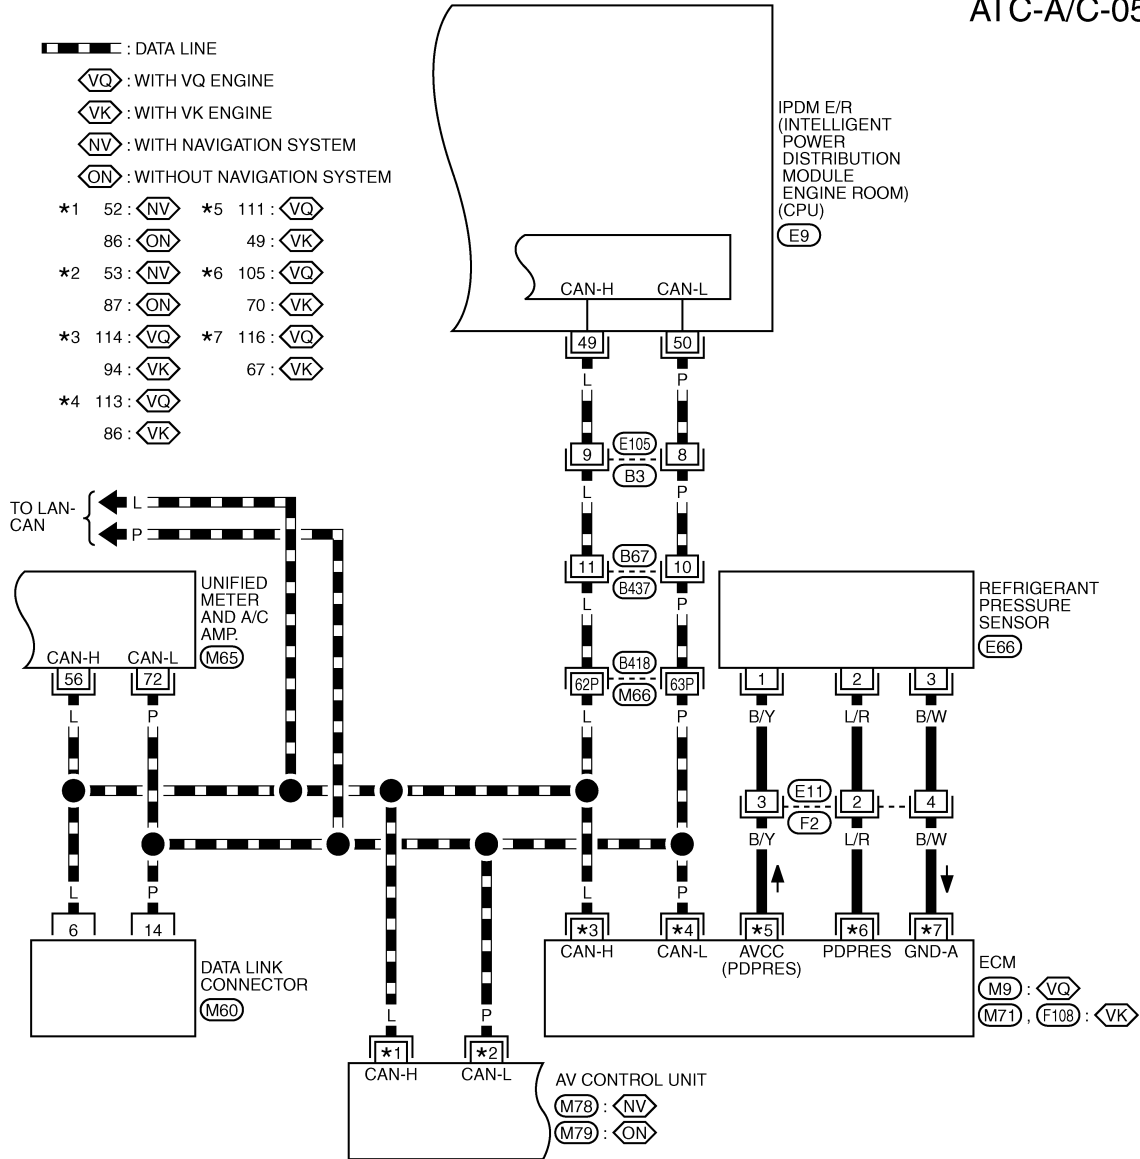 ATC-A/C-05
: DATA LINE
VQ : WITH VQ ENGINE
VK : WITH VK ENGINE
NV : WITH NAVIGATION SYSTEM
ON : WITHOUT NAVIGATION SYSTEM
*1 52 : NV *5 111 : VQ
86 : ON 49 : VK
*2 53 : NV *6 105 : VQ
87 : ON 70 : VK
*3 114 : VQ *7 116 : VQ
94 : VK 67 : VK
*4 113 : VQ
86 : VK
IPDM E/R
(INTELLIGENT
POWER
DISTRIBUTION
MODULE
ENGINE ROOM)
(CPU)
E9
CAN-H CAN-L
49 50
L P
9 E105 8
B3
L P
11 B67 10
B437
L P
62P B418 63P
M66
L P
TO LAN-
CAN
L
P
UNIFIED
METER
AND A/C
AMP.
M65
CAN-H CAN-L
56 72
L P
L P
6 14
DATA LINK
CONNECTOR
M60
REFRIGERANT
PRESSURE
SENSOR
E66
1 2 3
B/Y L/R B/W
3 E11 2 4
F2
B/Y L/R B/W
L P
*3 *4 *5 *6 *7
CAN-H CAN-L AVCC PDPRES GND-A
(PDPRES)
ECM
M9 : VQ
M71 , F108 : VK
L P
*1 *2
CAN-H CAN-L
AV CONTROL UNIT
M78 : NV
M79 : ON